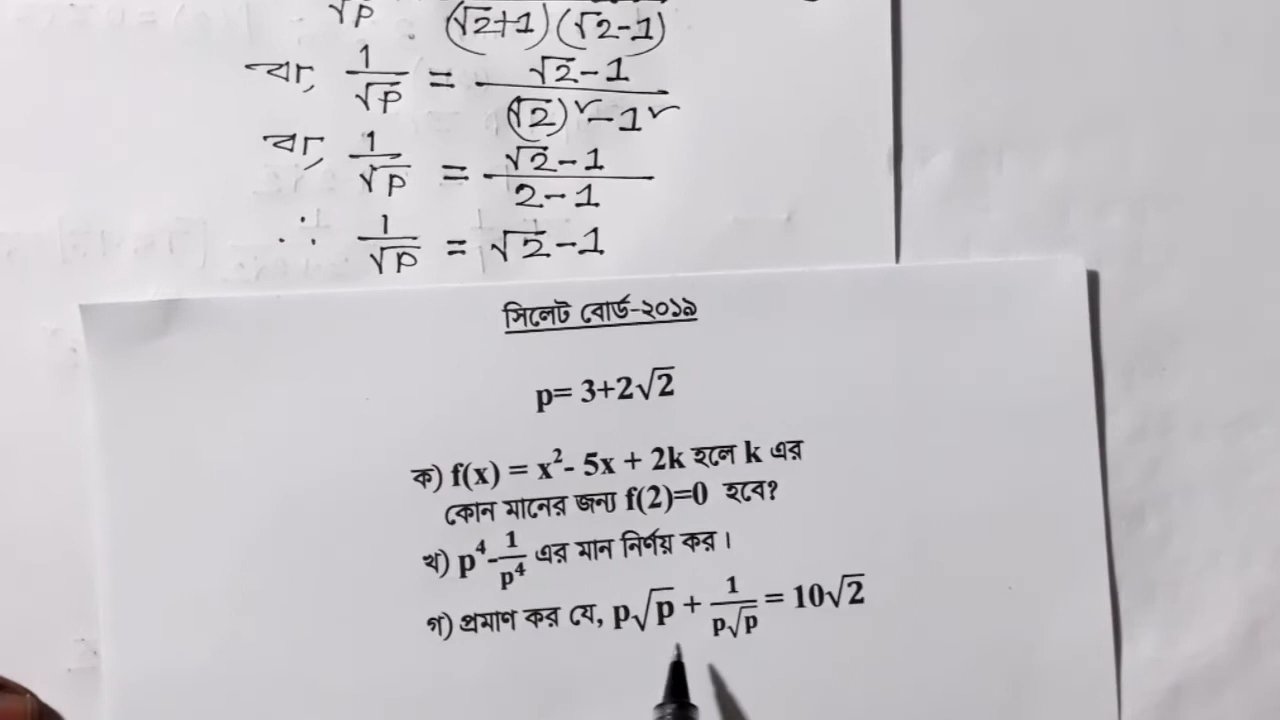 √p (√2+1)(√2-1)
বা, 1/√p = √2-1/(√2)²-1²
বা, 1/√p = √2-1/2-1
∴ 1/√p = √2-1
সিলেট বোর্ড-২০১৯
p= 3+2√2
ক) f(x) = x²- 5x + 2k হলে k এর
কোন মানের জন্য f(2)=0 হবে?
খ) p⁴-1/p⁴ এর মান নির্ণয় কর।
গ) প্রমাণ কর যে, p√p + 1/p√p = 10√2